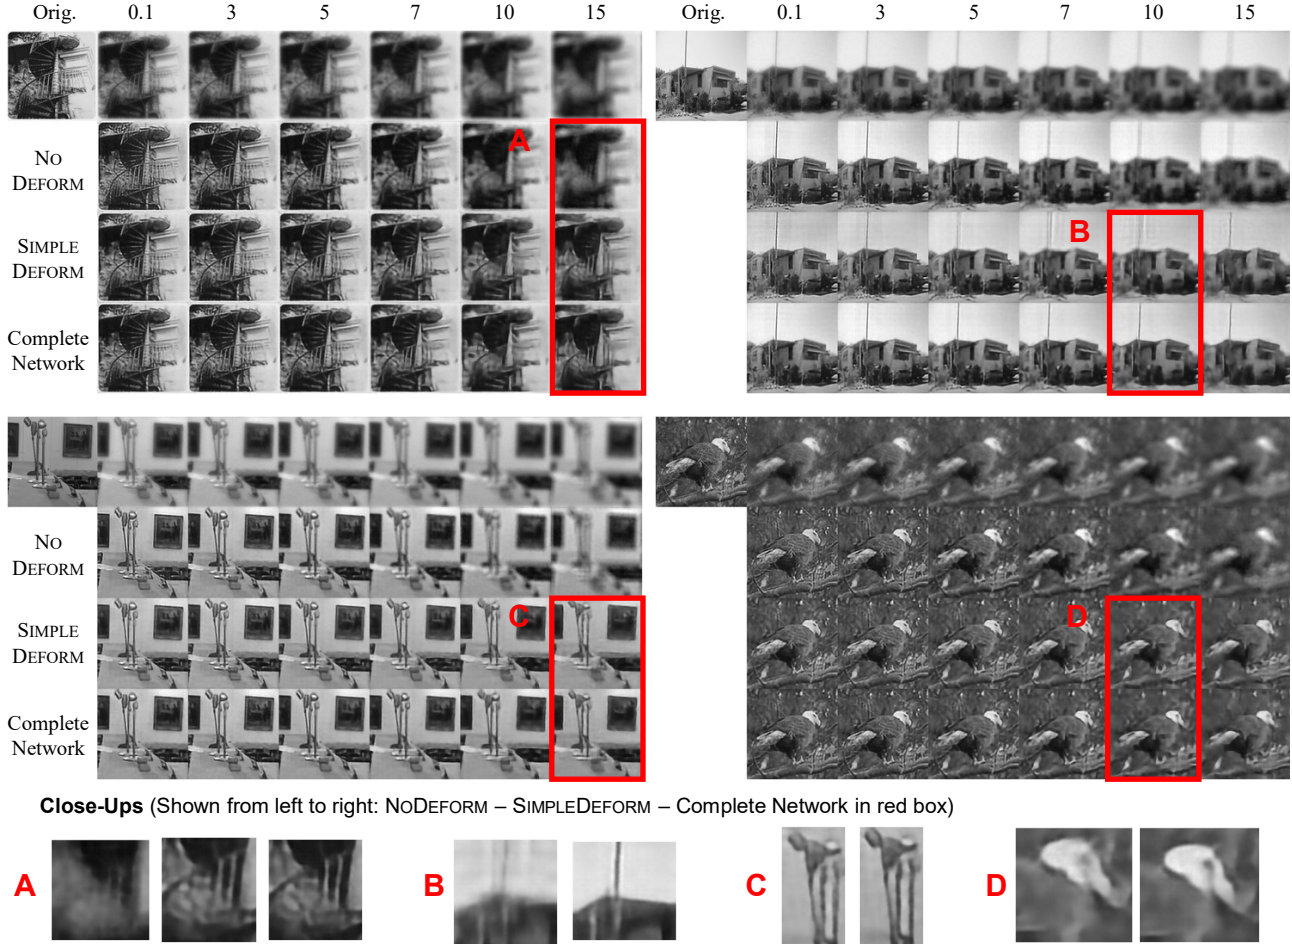 Orig. 0.1 3 5 7 10 15 Orig. 0.1 3 5 7 10 15
NO
DEFORM
A
SIMPLE
DEFORM
B
Complete
Network
NO
DEFORM
SIMPLE
DEFORM
C D
Complete
Network
Close-Ups (Shown from left to right: NODEFORM – SIMPLEDEFORM – Complete Network in red box)
A B C D